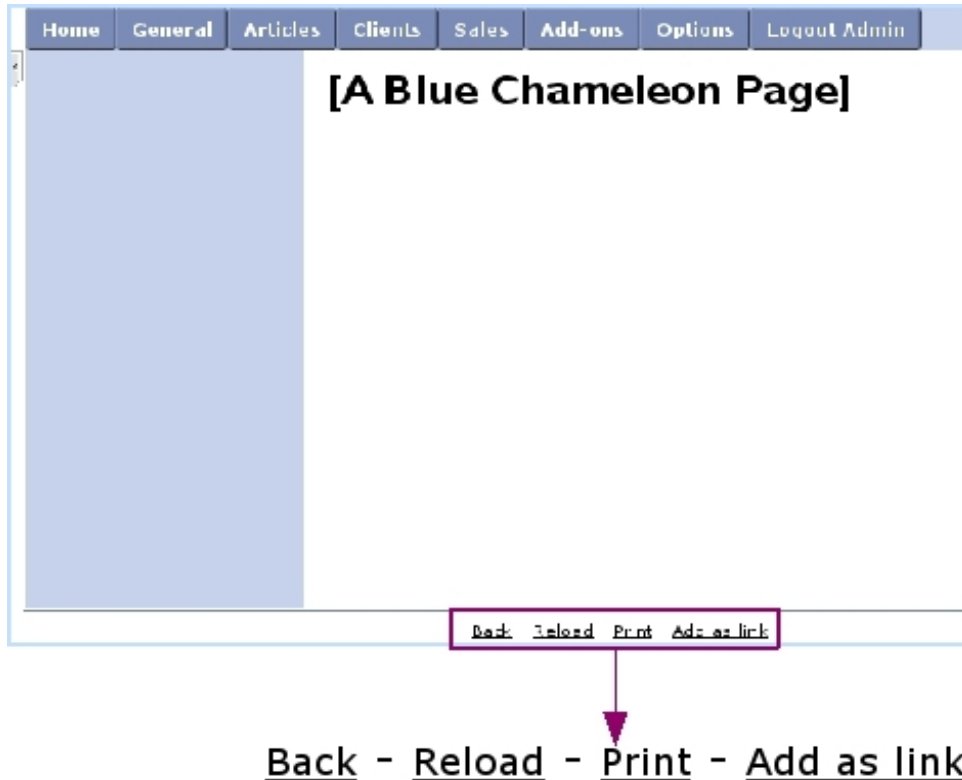 Home General Articles Clients Sales Add-ons Options Logout Admin
[A Blue Chameleon Page]
Back Reload Print Add as link
Back - Reload - Print - Add as link